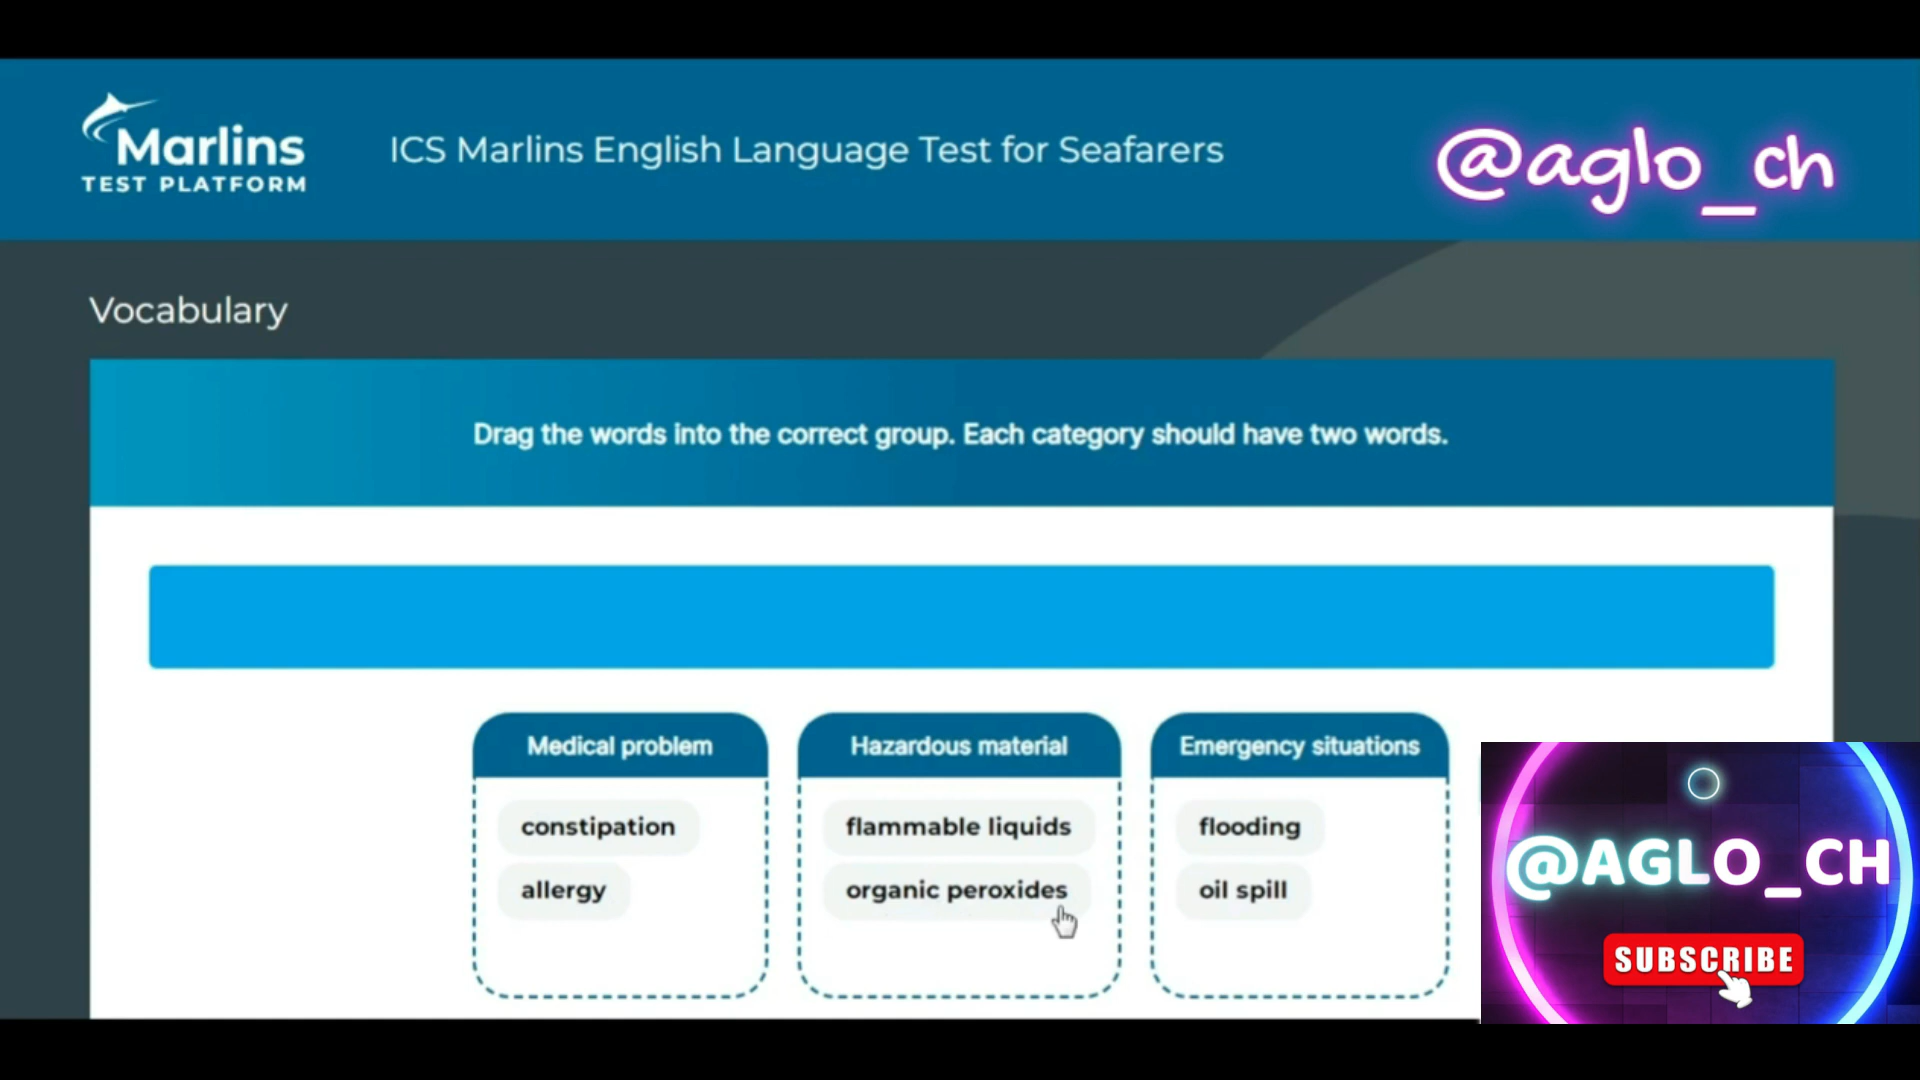 Marlins
TEST PLATFORM
ICS Marlins English Language Test for Seafarers
@aglo_ch
Vocabulary
Drag the words into the correct group. Each category should have two words.
Medical problem
constipation
allergy
Hazardous material
flammable liquids
organic peroxides
Emergency situations
flooding
oil spill
@AGLO_CH
SUBSCRIBE